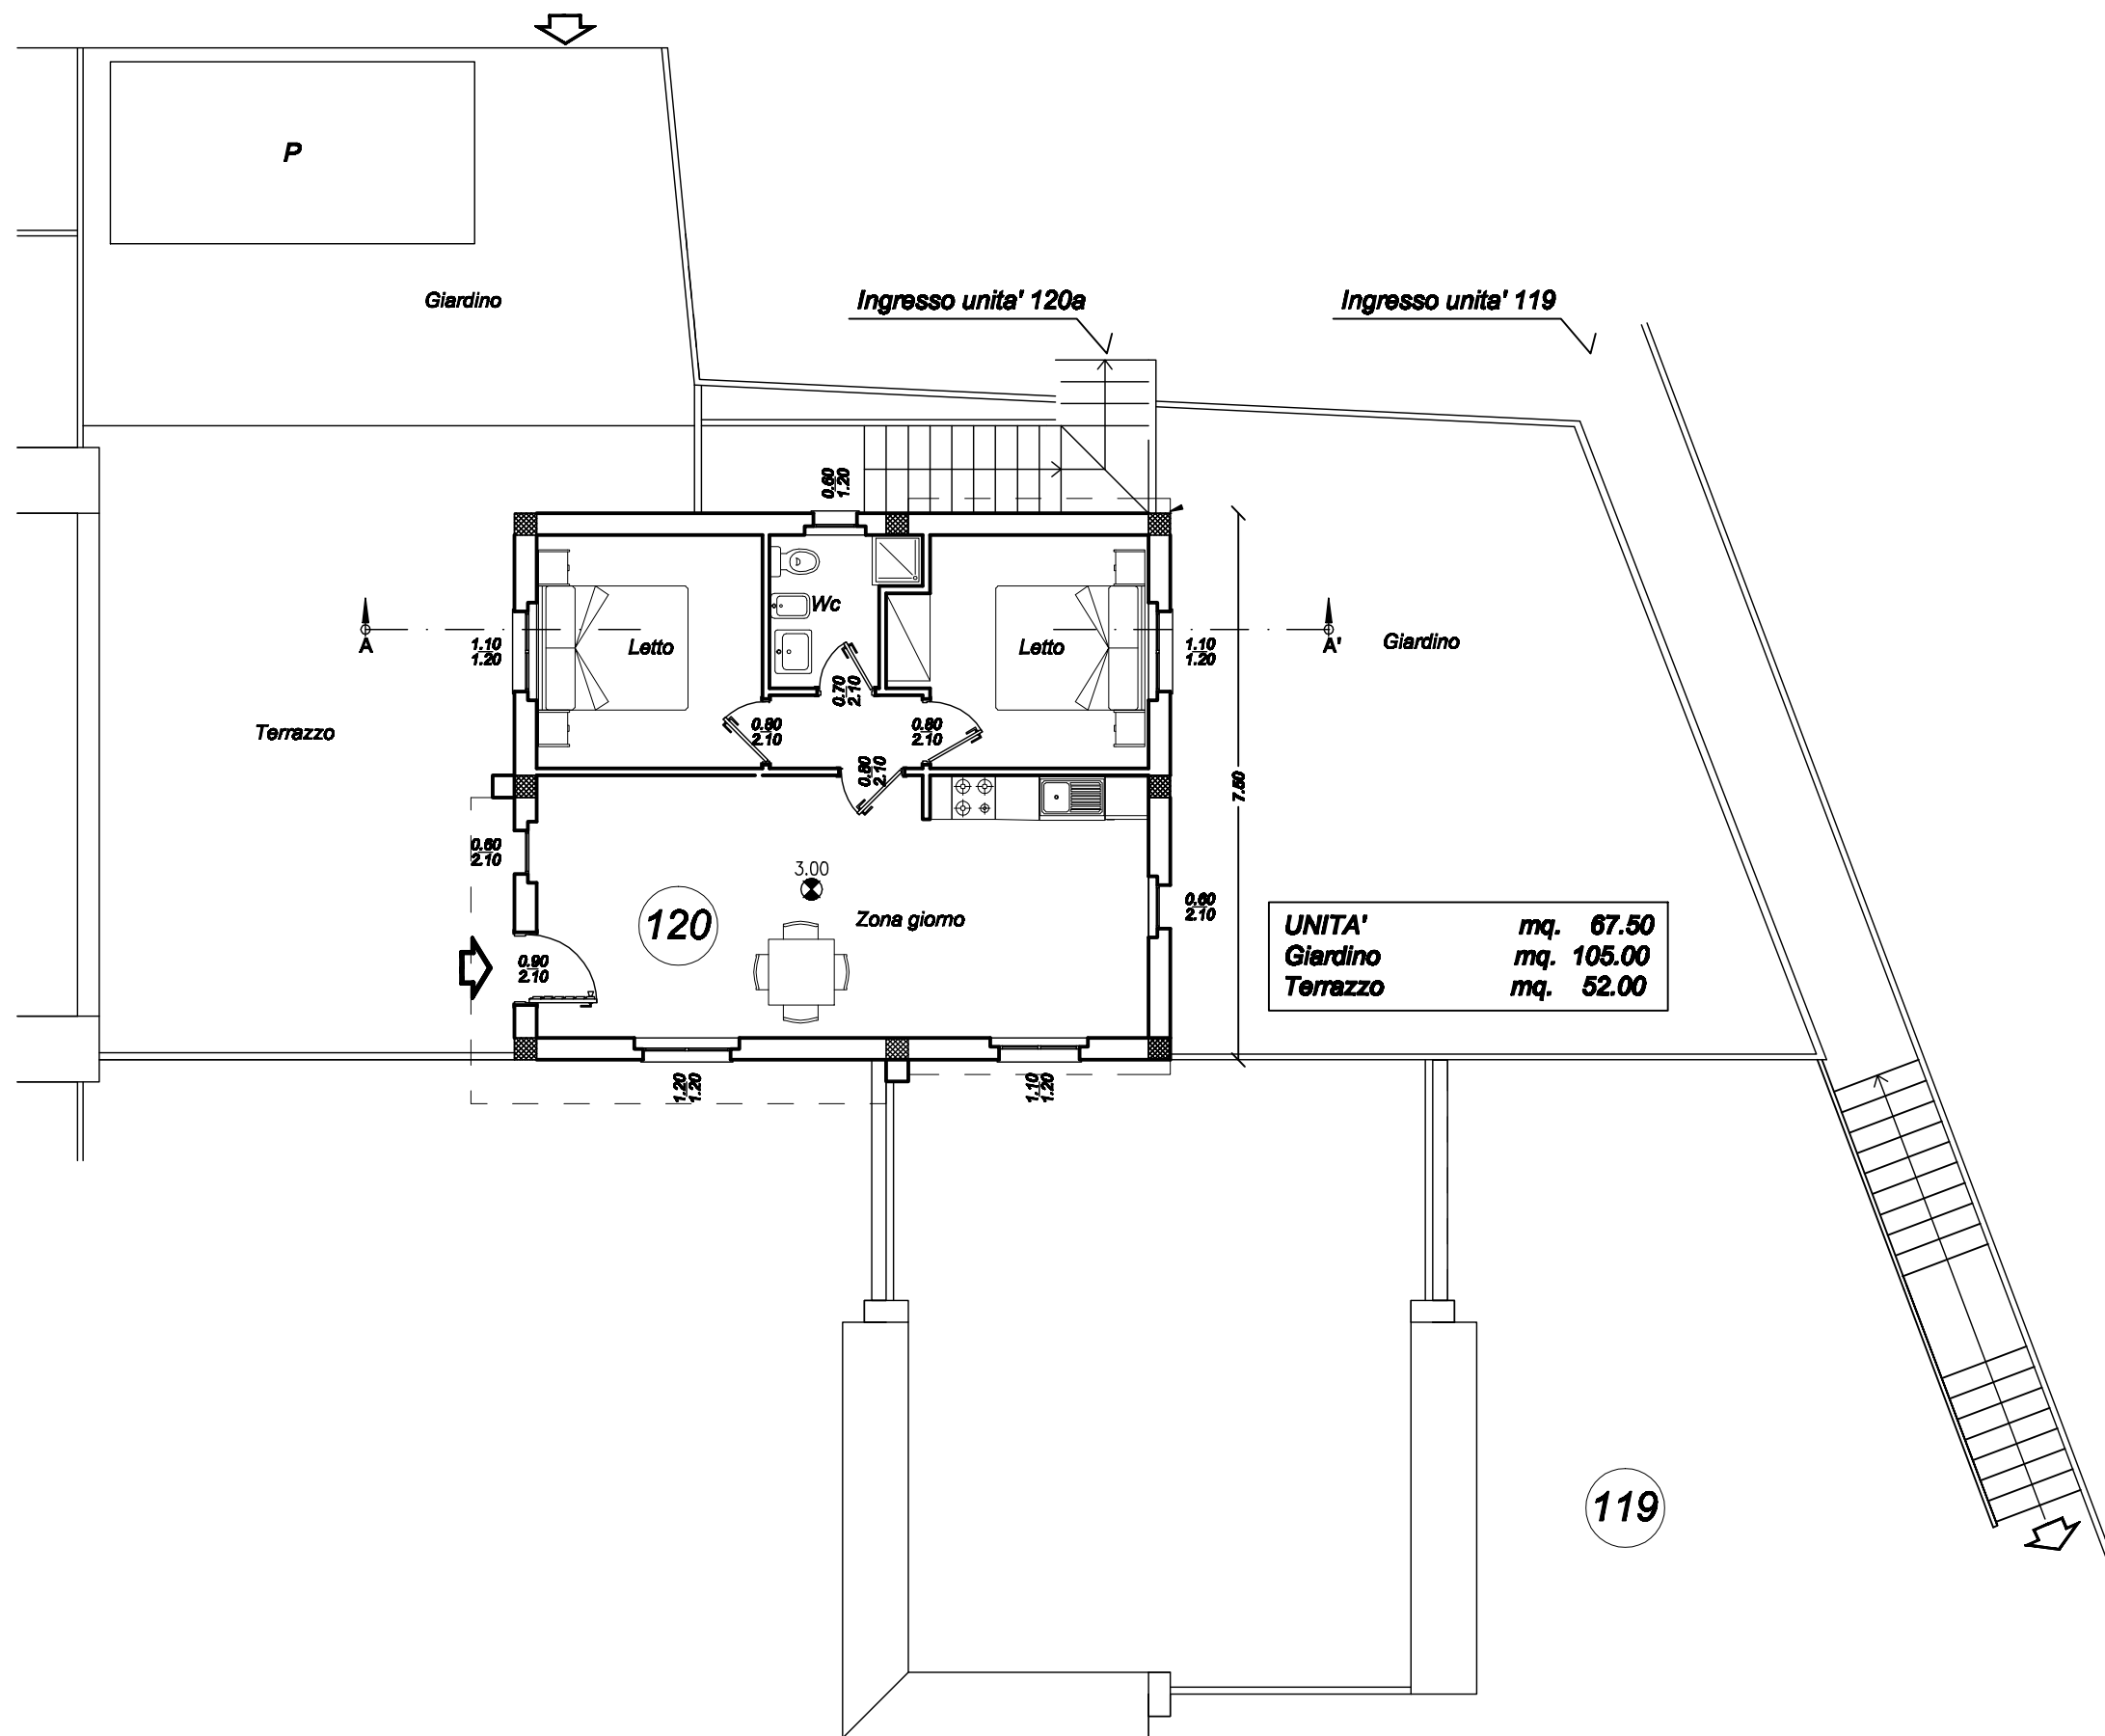 P
Giardino
Ingresso unita' 120a
Ingresso unita' 119
0.60
1.20
Wc
Letto
Letto
A
A'
1.10
1.20
1.10
1.20
Giardino
0.70
2.10
0.80
2.10
0.80
2.10
Terrazzo
0.80
2.10
7.50
0.60
2.10
3.00
120
Zona giorno
0.60
2.10
0.90
2.10
UNITA' mq. 67.50
Giardino mq. 105.00
Terrazzo mq. 52.00
1.20
1.20
1.10
1.20
119